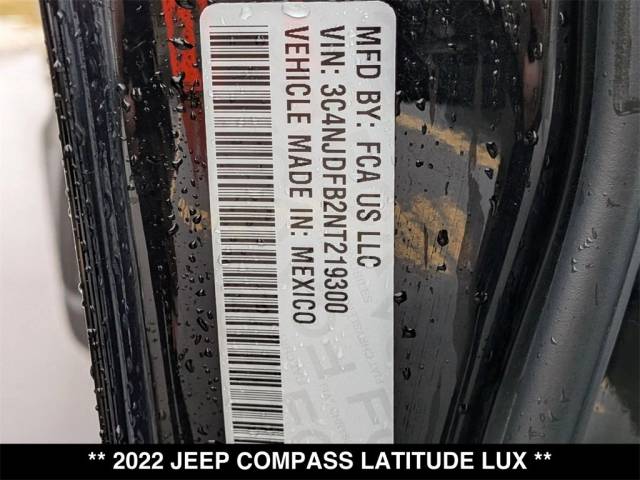 MFD BY: FCA US LLC
VIN: 3C4NJDFB2NT219300
VEHICLE MADE IN: MEXICO
** 2022 JEEP COMPASS LATITUDE LUX **